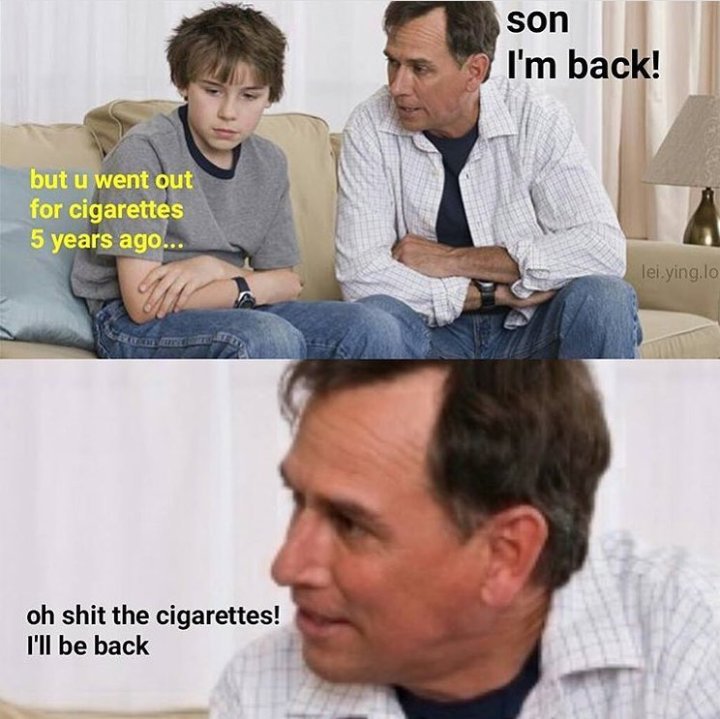 son
I'm back!
but u went out
for cigarettes
5 years ago...
lei.ying.lo
oh shit the cigarettes!
I'll be back